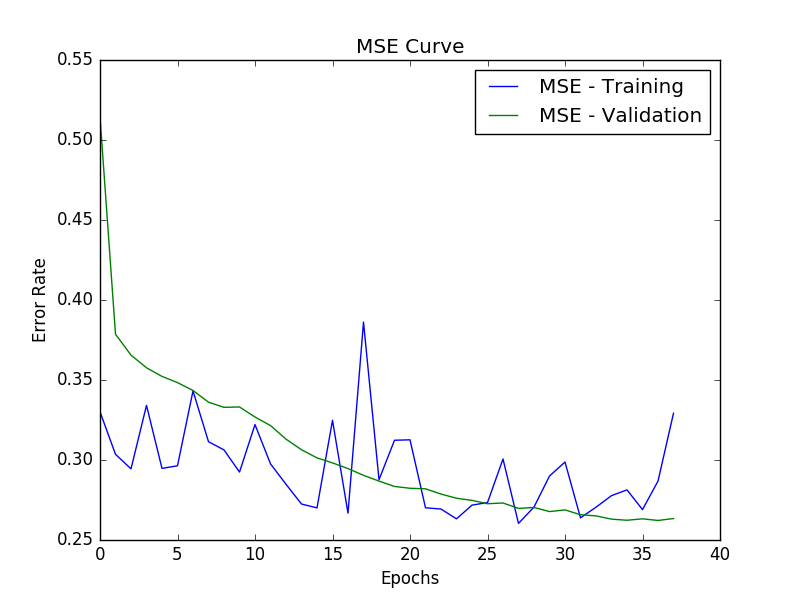 MSE Curve
MSE - Training
MSE - Validation
0.55
0.50
0.45
0.40
0.35
0.30
0.25
Error Rate
0 5 10 15 20 25 30 35 40
Epochs